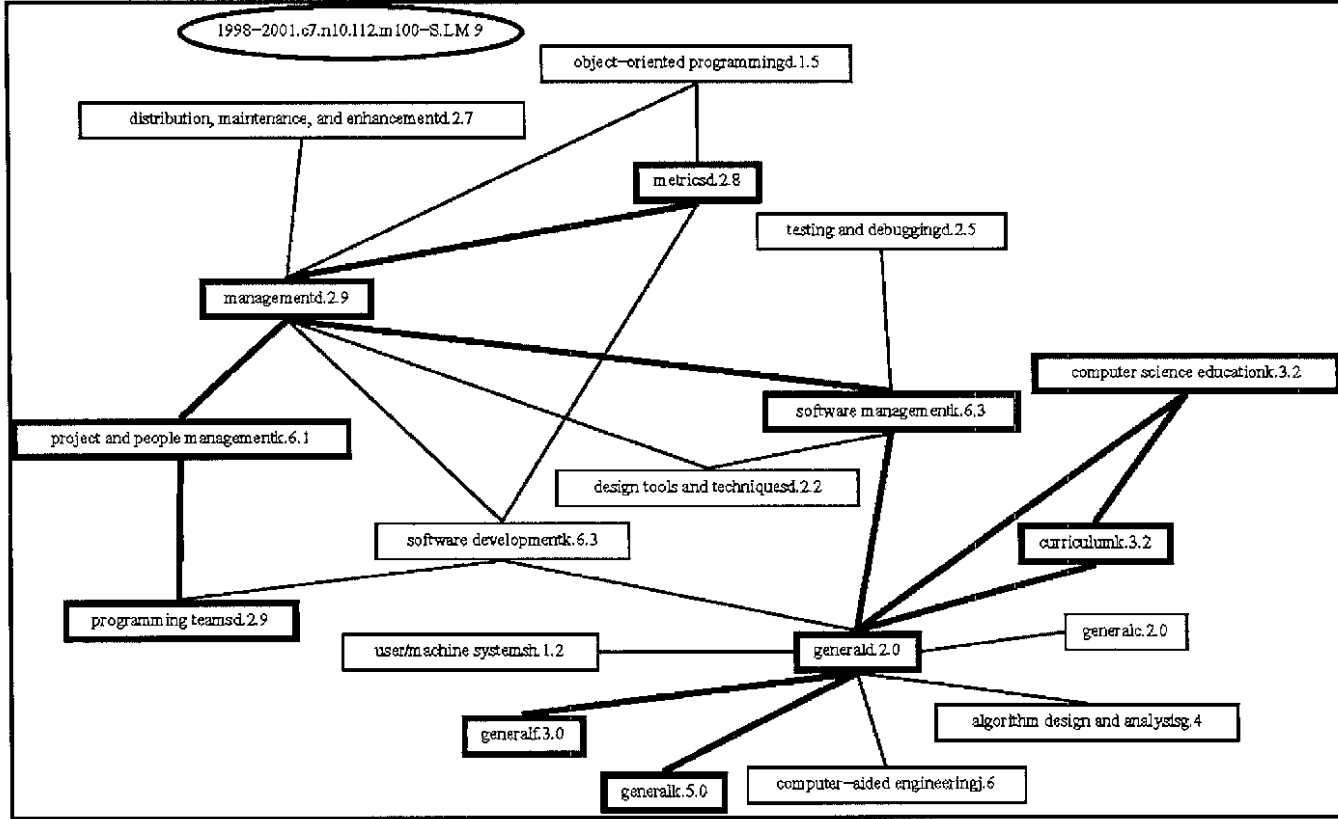 1998-2001.c7.n10.l12.m100-S.LM 9
object-oriented programmingd.1.5
distribution, maintenance, and enhancementd.2.7
metricsd.2.8
testing and debuggingd.2.5
managementd.2.9
computer science educationk.3.2
software managementk.6.3
project and people managementk.6.1
design tools and techniquesd.2.2
software developmentk.6.3
curriculumk.3.2
programming teamsd.2.9
generalc.2.0
user/machine systemsh.1.2
generald.2.0
algorithm design and analysisg.4
generalf.3.0
computer-aided engineeringj.6
generalk.5.0